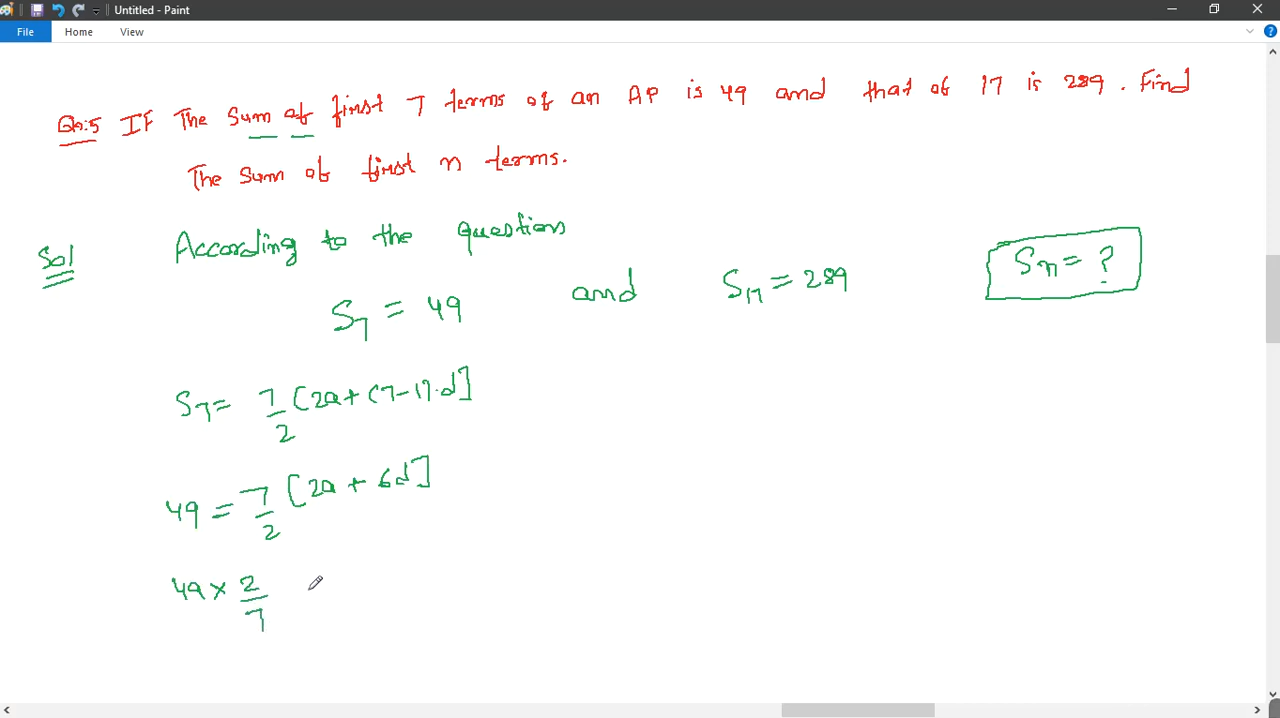 Untitled - Paint
File Home View
Qn:5 IF The Sum of first 7 terms of an AP is 49 and that of 17 is 289. Find
The Sum of first n terms.
Sol According to the question
S7 = 49 and S17 = 289 Sn = ?
S7 = 7/2 [2a + (7-1)·d]
49 = 7/2 [2a + 6d]
49 × 2/7